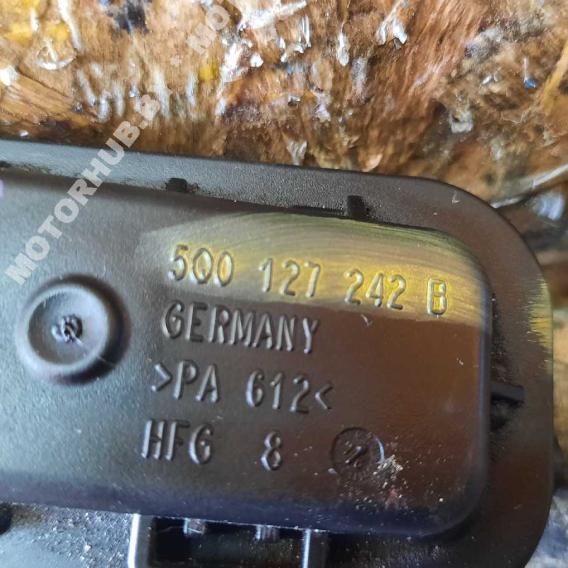 MOTORHUB.B
5Q0 127 242 B
GERMANY
>PA 612<
HFG 8